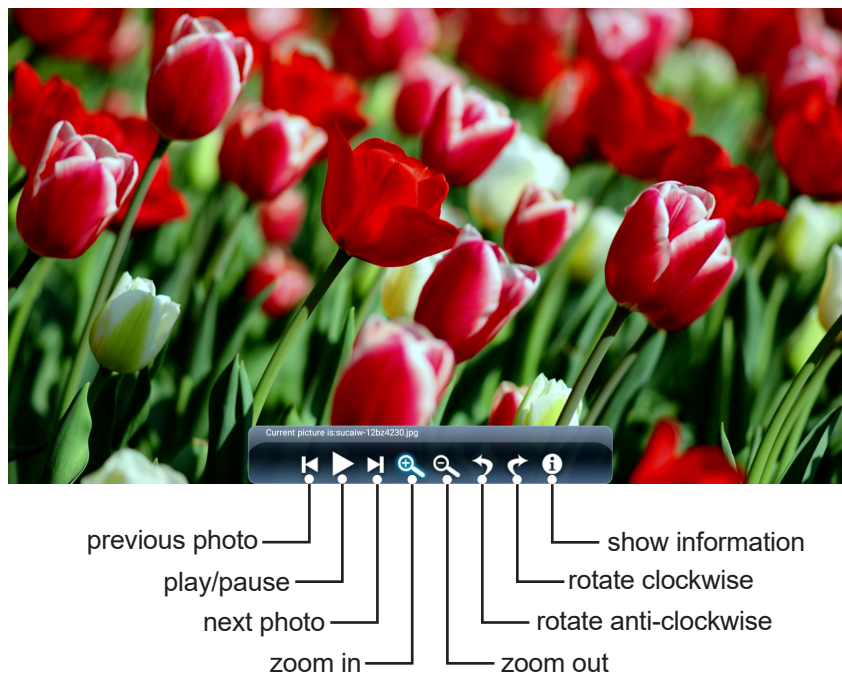 Current picture is:sucaiw-12bz4230.jpg
previous photo
show information
play/pause
rotate clockwise
next photo
rotate anti-clockwise
zoom in
zoom out